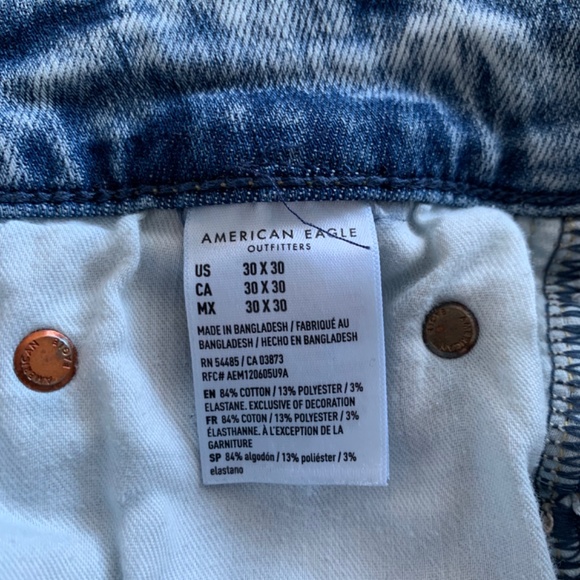 AMERICAN EAGLE
OUTFITTERS
US 30 X 30
CA 30 X 30
MX 30 X 30
MADE IN BANGLADESH / FABRIQUÉ AU
BANGLADESH / HECHO EN BANGLADESH
RN 54485 / CA 03873
RFC# AEM120605U9A
EN 84% COTTON / 13% POLYESTER / 3%
ELASTANE. EXCLUSIVE OF DECORATION
FR 84% COTON / 13% POLYESTER / 3%
ÉLASTHANNE. À L'EXCEPTION DE LA
GARNITURE
SP 84% algodón / 13% poliéster / 3%
elastano